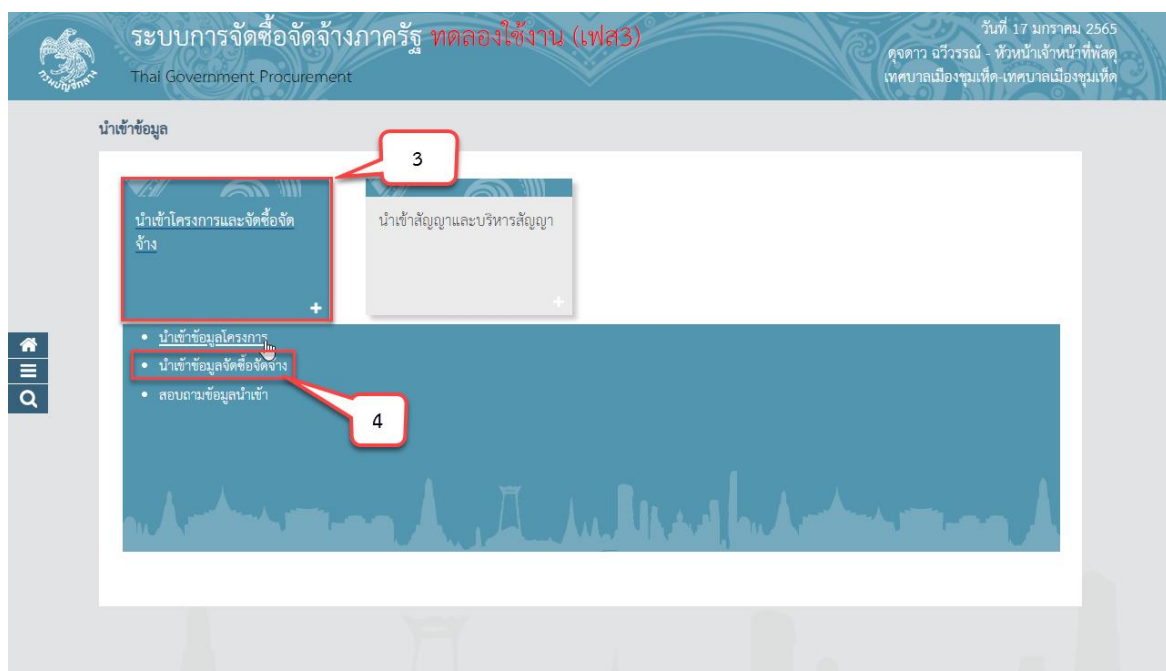 ระบบการจัดซื้อจัดจ้างภาครัฐ ทดลองใช้งาน (เฟส3)
Thai Government Procurement
วันที่ 17 มกราคม 2565
ดุจดาว ฉวีวรรณ์ - หัวหน้าเจ้าหน้าที่พัสดุ
เทศบาลเมืองชุมเห็ด-เทศบาลเมืองชุมเห็ด
กรมบัญชีกลาง
นำเข้าข้อมูล
3
นำเข้าโครงการและจัดซื้อจัด
จ้าง
นำเข้าสัญญาและบริหารสัญญา
นำเข้าข้อมูลโครงการ
นำเข้าข้อมูลจัดซื้อจัดจ้าง
สอบถามข้อมูลนำเข้า
4